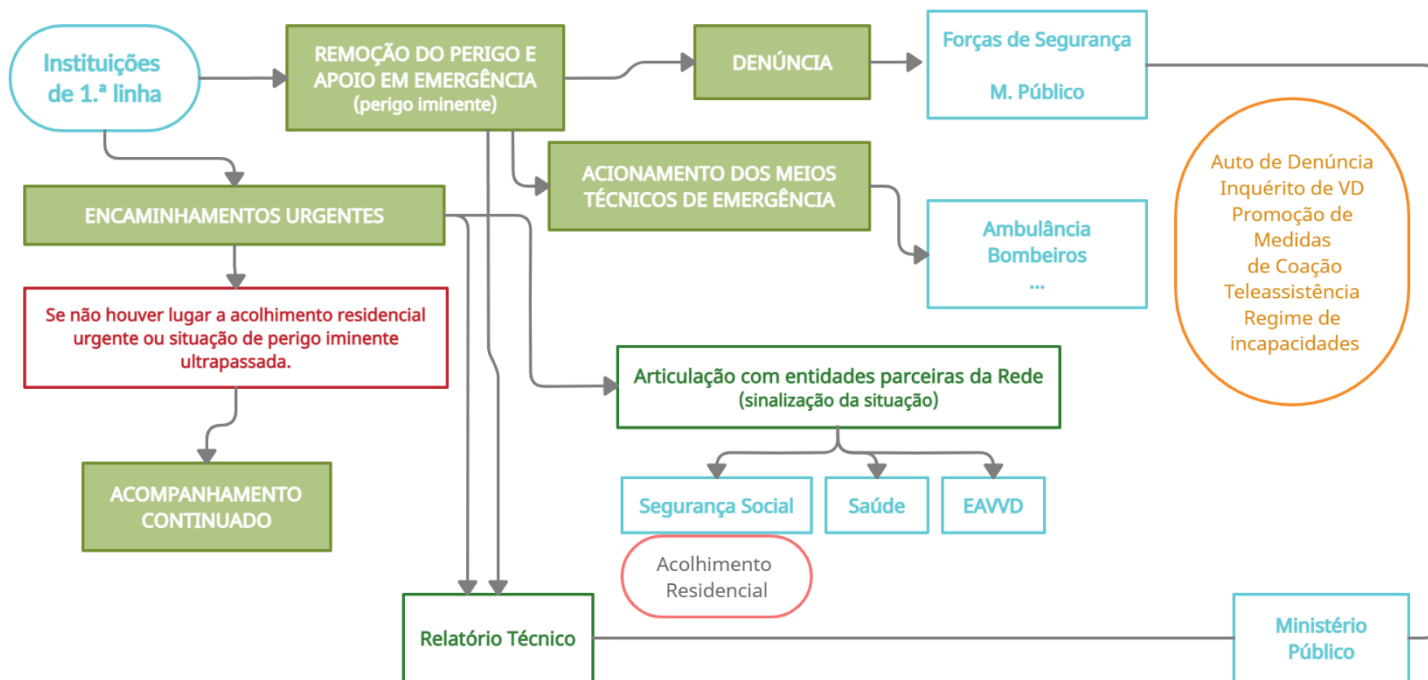 Instituições
de 1.ª linha
REMOÇÃO DO PERIGO E
APOIO EM EMERGÊNCIA
(perigo iminente)
DENÚNCIA
Forças de Segurança
M. Público
ENCAMINHAMENTOS URGENTES
ACIONAMENTO DOS MEIOS
TÉCNICOS DE EMERGÊNCIA
Ambulância
Bombeiros
...
Auto de Denúncia
Inquérito de VD
Promoção de
Medidas
de Coação
Teleassistência
Regime de
incapacidades
Se não houver lugar a acolhimento residencial
urgente ou situação de perigo iminente
ultrapassada.
Articulação com entidades parceiras da Rede
(sinalização da situação)
ACOMPANHAMENTO
CONTINUADO
Segurança Social
Saúde
EAVVD
Acolhimento
Residencial
Relatório Técnico
Ministério
Público